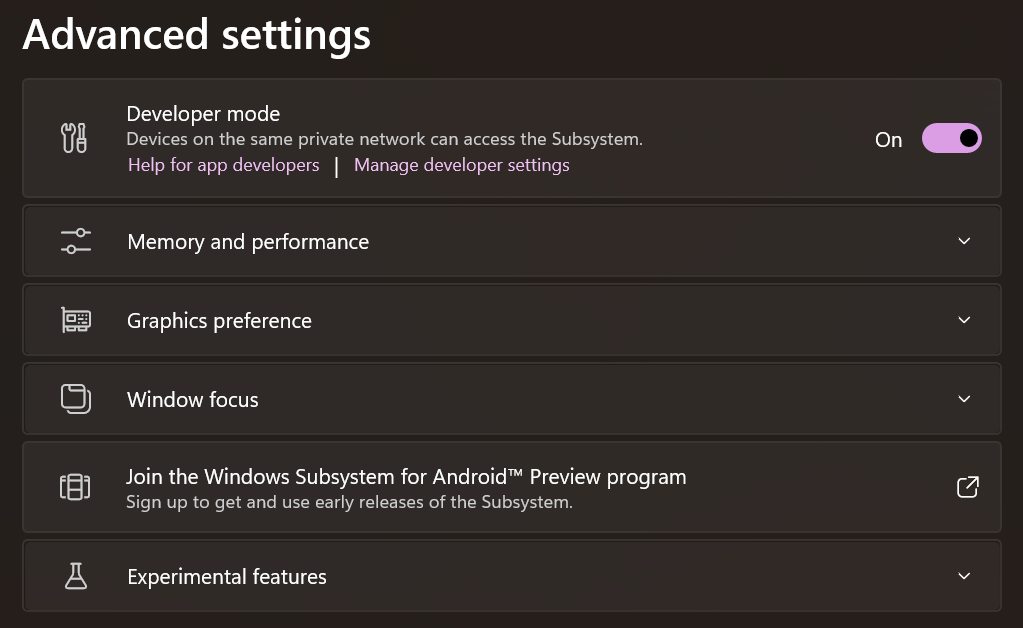 Advanced settings
Developer mode
Devices on the same private network can access the Subsystem.
On
Help for app developers | Manage developer settings
Memory and performance
Graphics preference
Window focus
Join the Windows Subsystem for Android™ Preview program
Sign up to get and use early releases of the Subsystem.
Experimental features